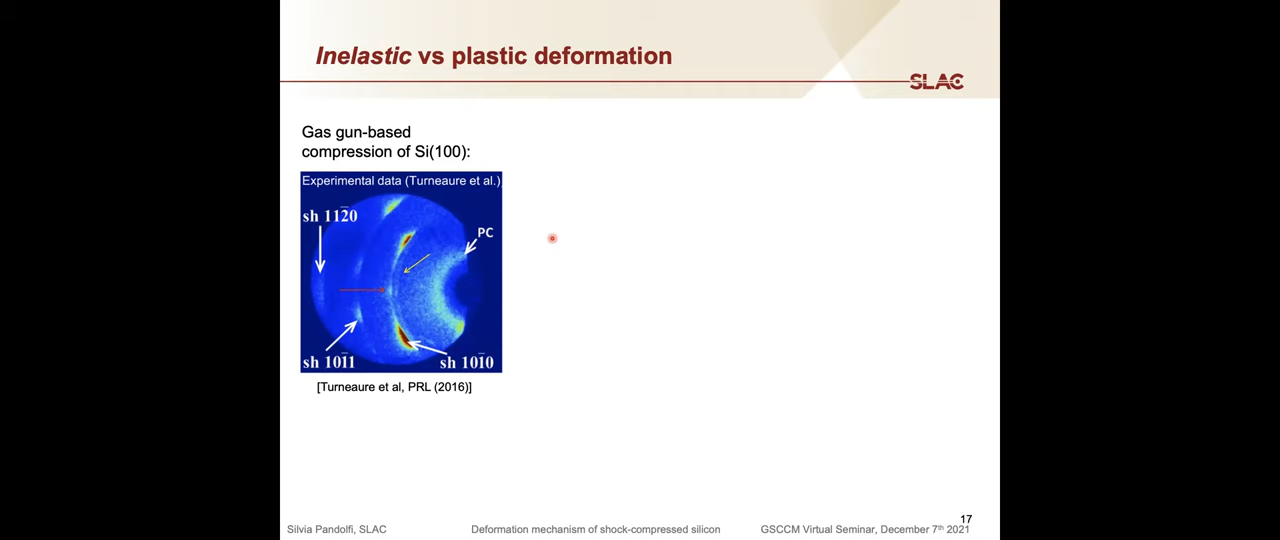 Inelastic vs plastic deformation
SLAC
Gas gun-based
compression of Si(100):
Experimental data (Turneaure et al.)
sh 112̅0
PC
sh 101̅1
sh 101̅0
[Turneaure et al, PRL (2016)]
17
Silvia Pandolfi, SLAC
Deformation mechanism of shock-compressed silicon
GSCCM Virtual Seminar, December 7th 2021